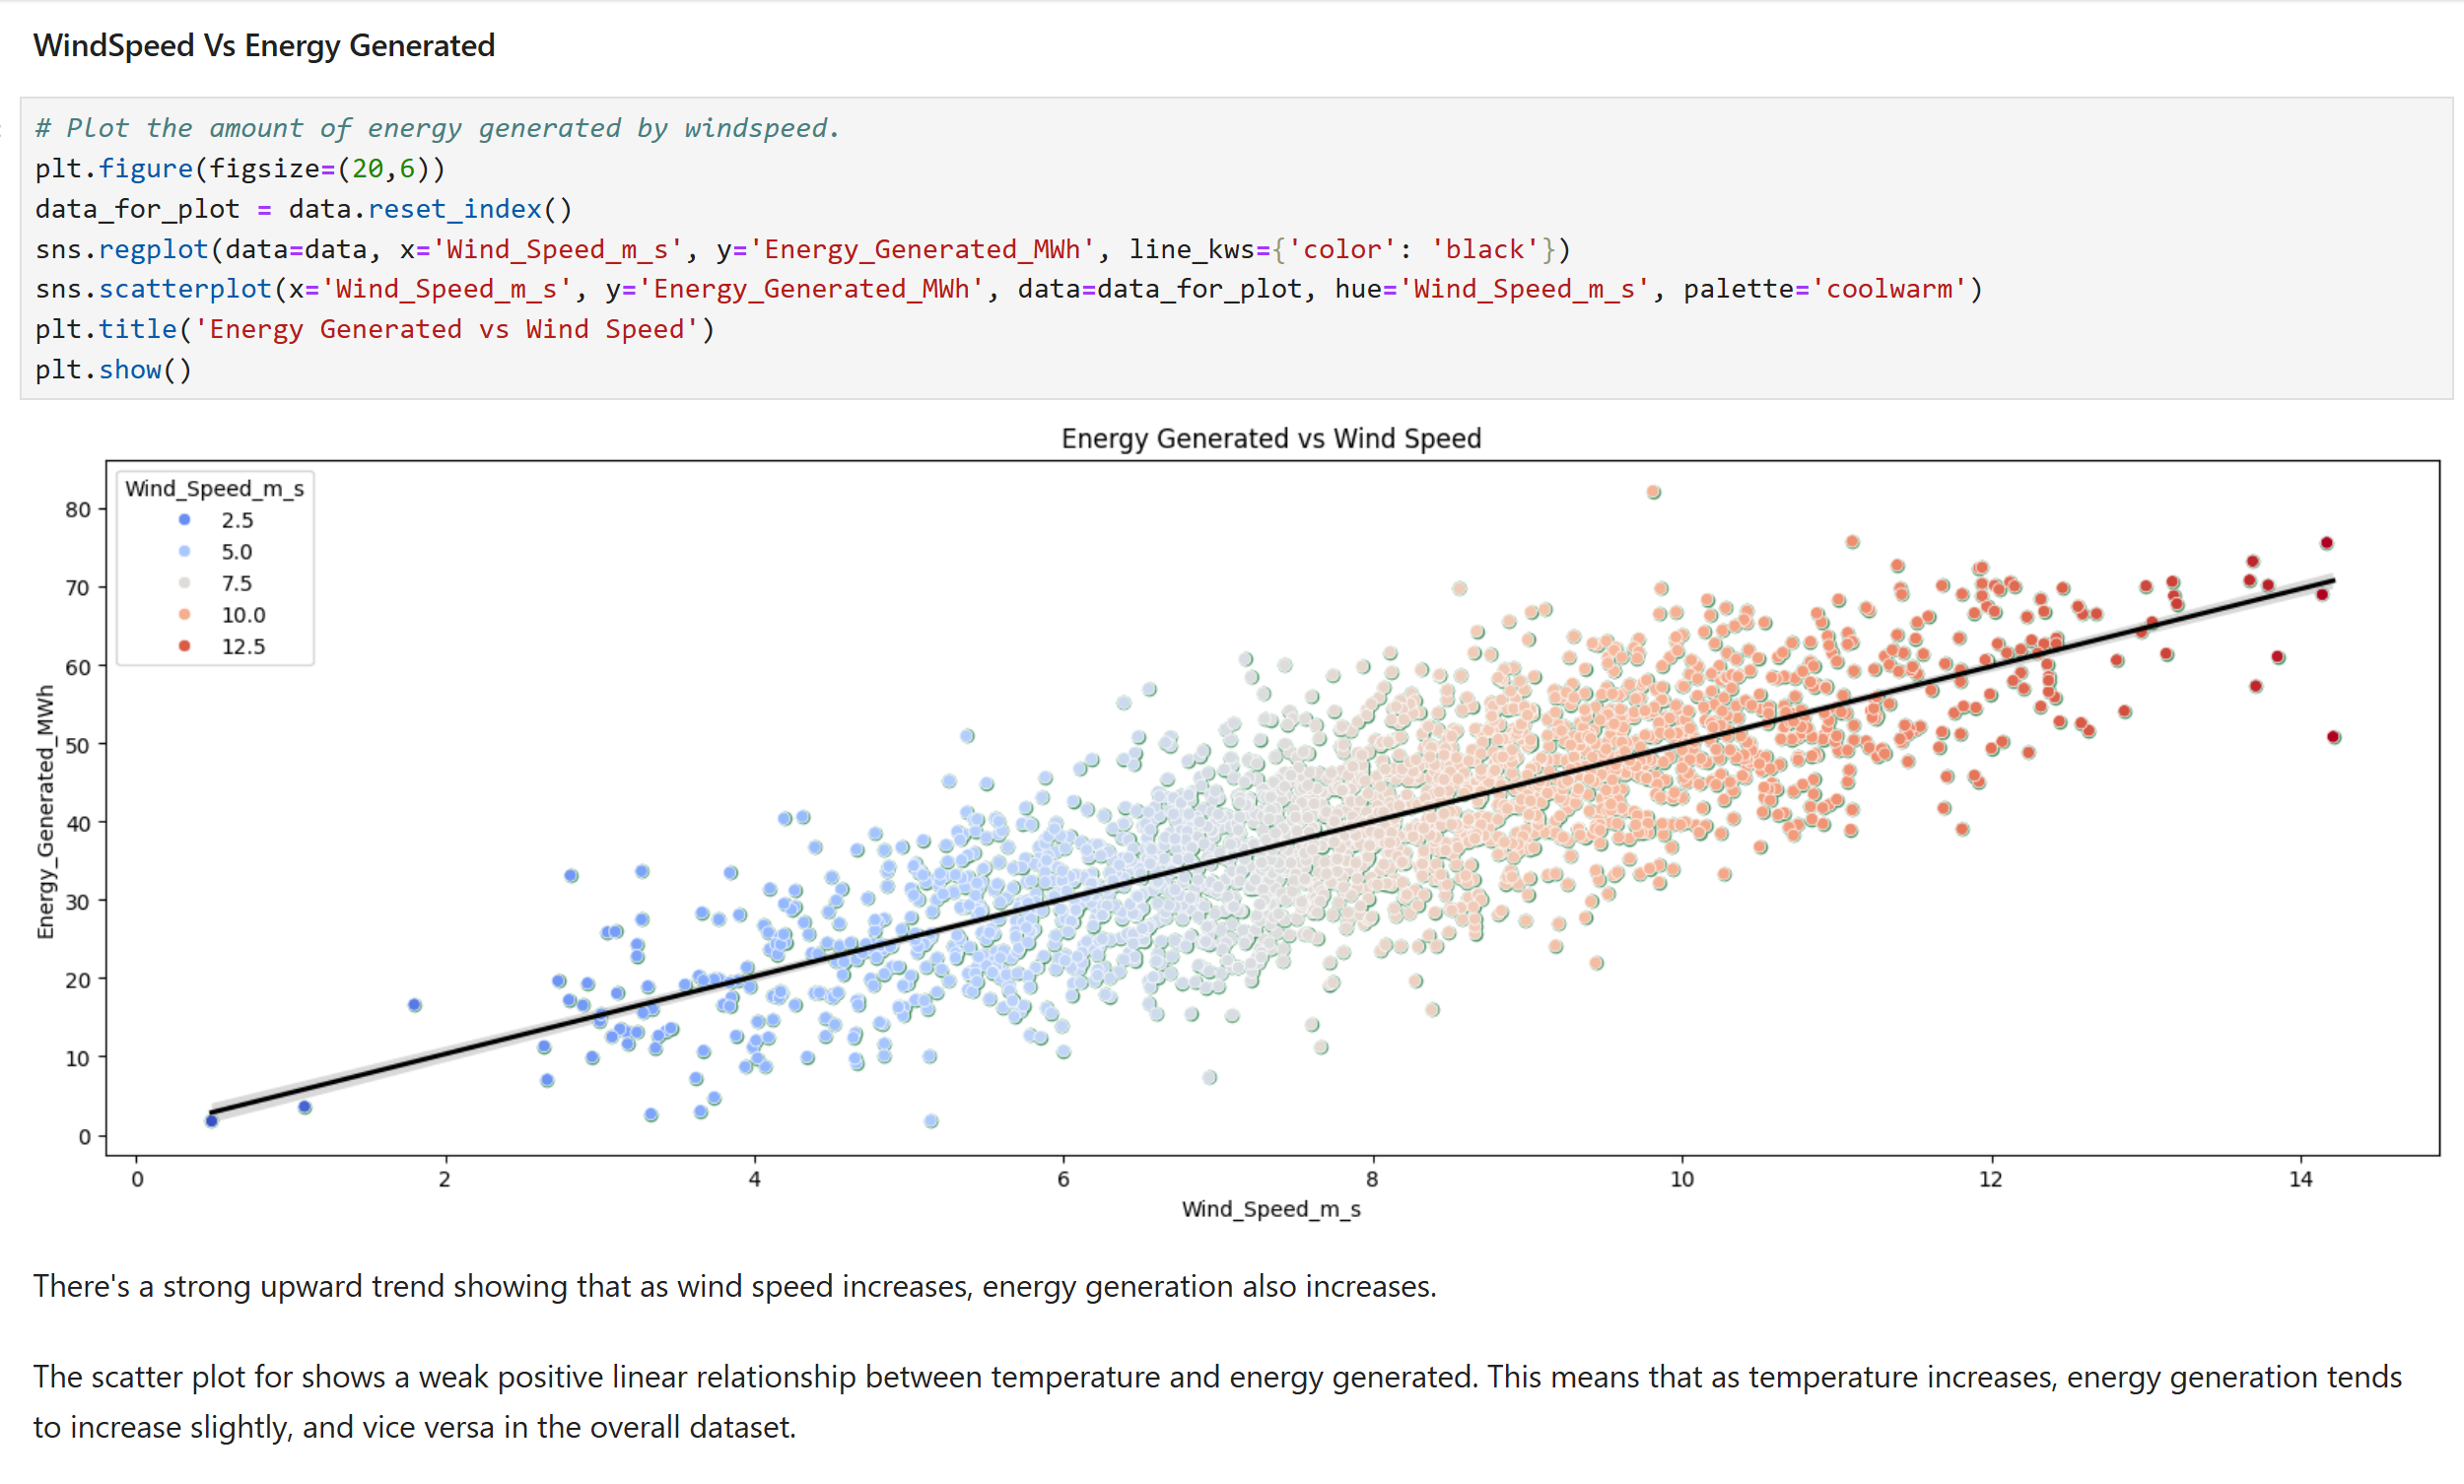 WindSpeed Vs Energy Generated
# Plot the amount of energy generated by windspeed.
plt.figure(figsize=(20,6))
data_for_plot = data.reset_index()
sns.regplot(data=data, x='Wind_Speed_m_s', y='Energy_Generated_MWh', line_kws={'color': 'black'})
sns.scatterplot(x='Wind_Speed_m_s', y='Energy_Generated_MWh', data=data_for_plot, hue='Wind_Speed_m_s', palette='coolwarm')
plt.title('Energy Generated vs Wind Speed')
plt.show()
Energy Generated vs Wind Speed
Wind_Speed_m_s
2.5
5.0
7.5
10.0
12.5
80
70
60
50
40
30
20
10
0
Energy_Generated_MWh
0 2 4 6 8 10 12 14
Wind_Speed_m_s
There's a strong upward trend showing that as wind speed increases, energy generation also increases.
The scatter plot for shows a weak positive linear relationship between temperature and energy generated. This means that as temperature increases, energy generation tends
to increase slightly, and vice versa in the overall dataset.